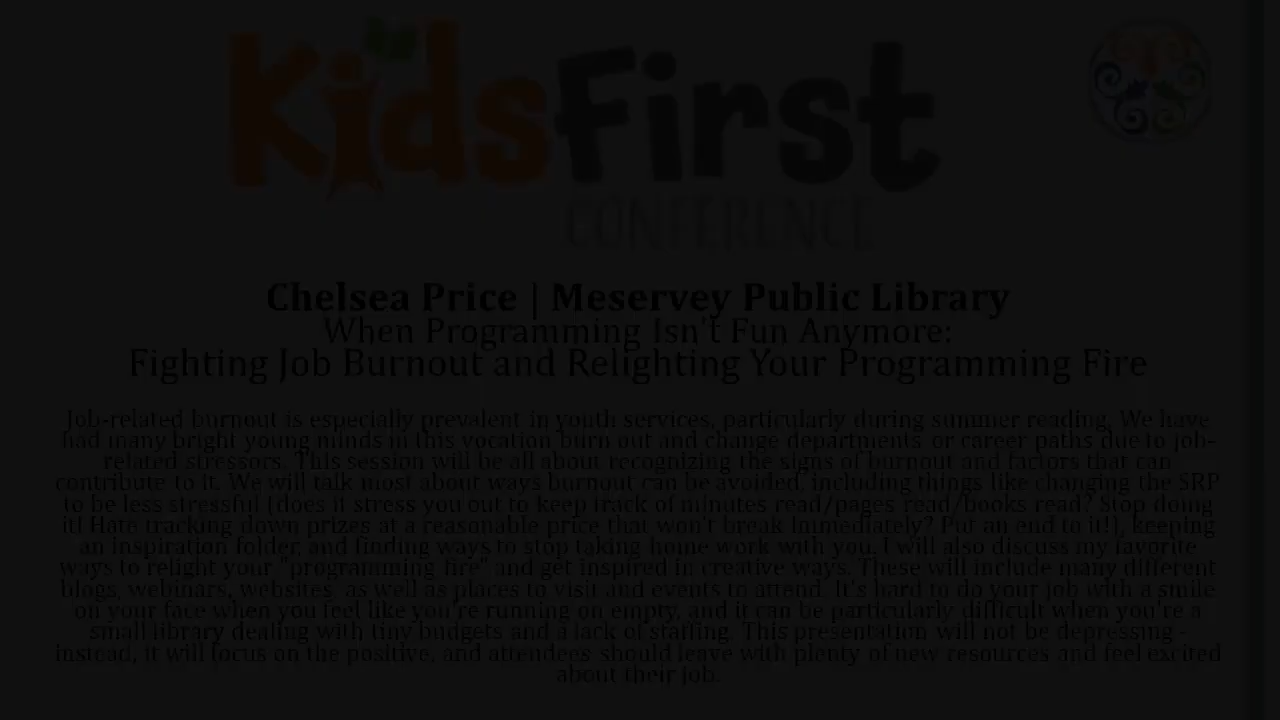 KidsFirst
CONFERENCE
Chelsea Price | Meservey Public Library
When Programming Isn't Fun Anymore:
Fighting Job Burnout and Relighting Your Programming Fire
Job-related burnout is especially prevalent in youth services, particularly during summer reading. We have
had many bright young minds in this vocation burn out and change departments or career paths due to job-
related stressors. This session will be all about recognizing the signs of burnout and factors that can
contribute to it. We will talk most about ways burnout can be avoided, including things like changing the SRP
to be less stressful (does it stress you out to keep track of minutes read/pages read/books read? Stop doing
it! Hate tracking down prizes at a reasonable price that won't break immediately? Put an end to it!), keeping
an inspiration folder, and finding ways to stop taking home work with you. I will also discuss my favorite
ways to relight your "programming fire" and get inspired in creative ways. These will include many different
blogs, webinars, websites, as well as places to visit and events to attend. It's hard to do your job with a smile
on your face when you feel like you're running on empty, and it can be particularly difficult when you're a
small library dealing with tiny budgets and a lack of staffing. This presentation will not be depressing -
instead, it will focus on the positive, and attendees should leave with plenty of new resources and feel excited
about their job.